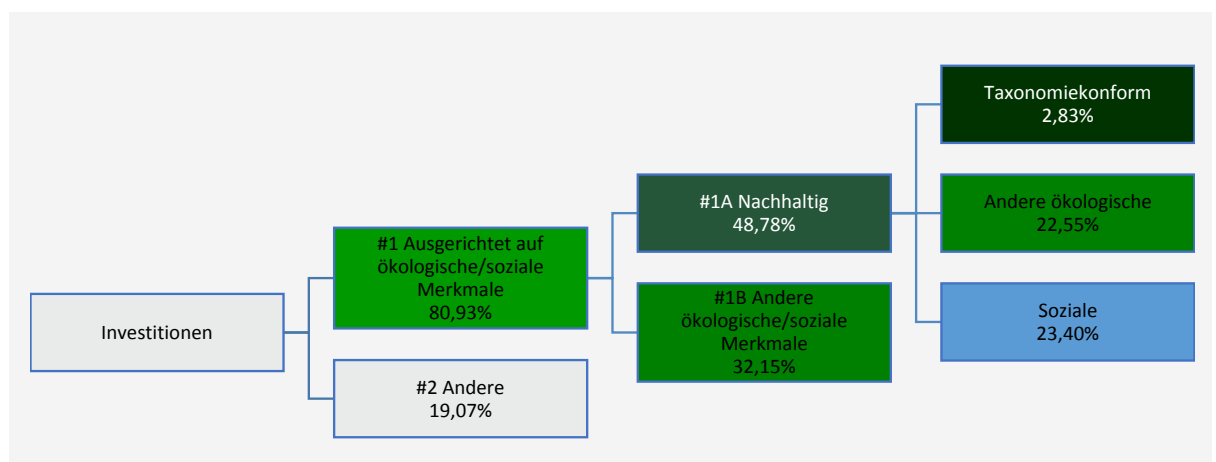 Investitionen
#1 Ausgerichtet auf
ökologische/soziale
Merkmale
80,93%
#2 Andere
19,07%
#1A Nachhaltig
48,78%
#1B Andere
ökologische/soziale
Merkmale
32,15%
Taxonomiekonform
2,83%
Andere ökologische
22,55%
Soziale
23,40%